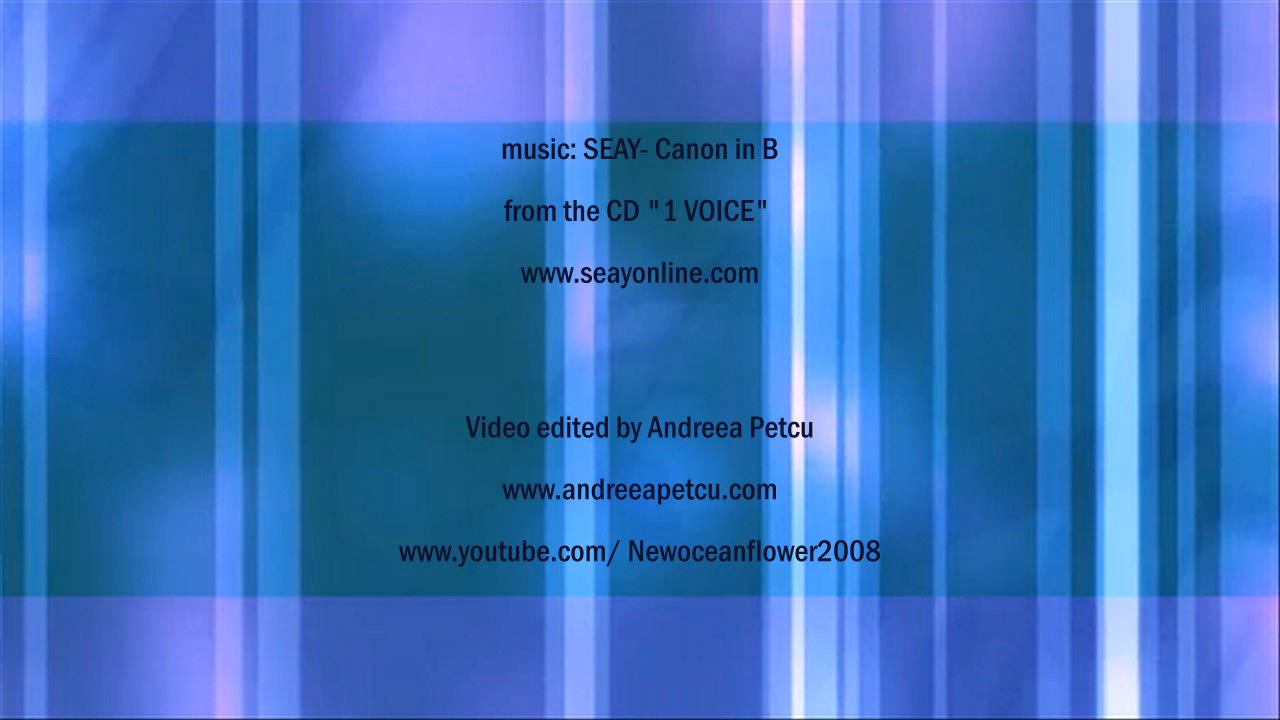 music: SEAY- Canon in B
from the CD "1 VOICE"
www.seayonline.com
Video edited by Andreea Petcu
www.andreeapetcu.com
www.youtube.com/ Newoceanflower2008